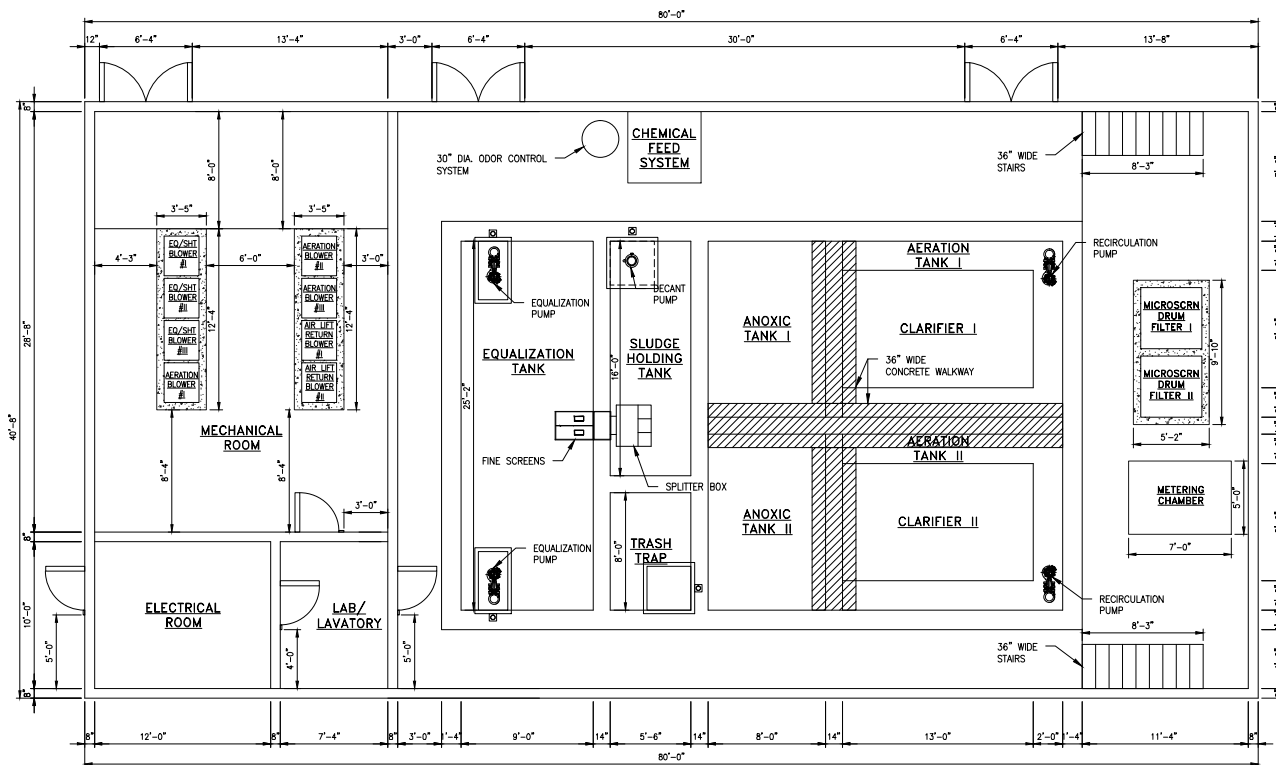 80'-0"
12"
6'-4"
13'-4"
3'-0"
6'-4"
30'-0"
6'-4"
13'-8"
8"
28'-8"
40'-8"
8"
10'-0"
8"
8'-0"
8'-0"
30" DIA. ODOR CONTROL
SYSTEM
CHEMICAL
FEED
SYSTEM
36" WIDE
STAIRS
8'-3"
3'-5"
3'-5"
4'-3"
6'-0"
3'-0"
EQ/SHT
BLOWER
#I
EQ/SHT
BLOWER
#II
EQ/SHT
BLOWER
#III
AERATION
BLOWER
#I
12'-4"
AERATION
BLOWER
#II
AERATION
BLOWER
#III
AIR LIFT
RETURN
BLOWER
#I
AIR LIFT
RETURN
BLOWER
#II
12'-4"
MECHANICAL
ROOM
8'-4"
8'-4"
3'-0"
EQUALIZATION
PUMP
DECANT
PUMP
EQUALIZATION
TANK
25'-2"
SLUDGE
HOLDING
TANK
16'-0"
FINE SCREENS
SPLITTER BOX
ANOXIC
TANK I
AERATION
TANK I
CLARIFIER I
36" WIDE
CONCRETE WALKWAY
RECIRCULATION
PUMP
MICROSCRN
DRUM
FILTER I
MICROSCRN
DRUM
FILTER II
9'-10"
5'-2"
AERATION
TANK II
ANOXIC
TANK II
CLARIFIER II
METERING
CHAMBER
5'-0"
7'-0"
EQUALIZATION
PUMP
TRASH
TRAP
8'-0"
ELECTRICAL
ROOM
LAB/
LAVATORY
5'-0"
4'-0"
5'-0"
RECIRCULATION
PUMP
8'-3"
36" WIDE
STAIRS
8"
12'-0"
8"
7'-4"
8"
3'-0"
1'-4"
9'-0"
14"
5'-6"
14"
8'-0"
14"
13'-0"
2'-0"
1'-4"
11'-4"
8"
80'-0"